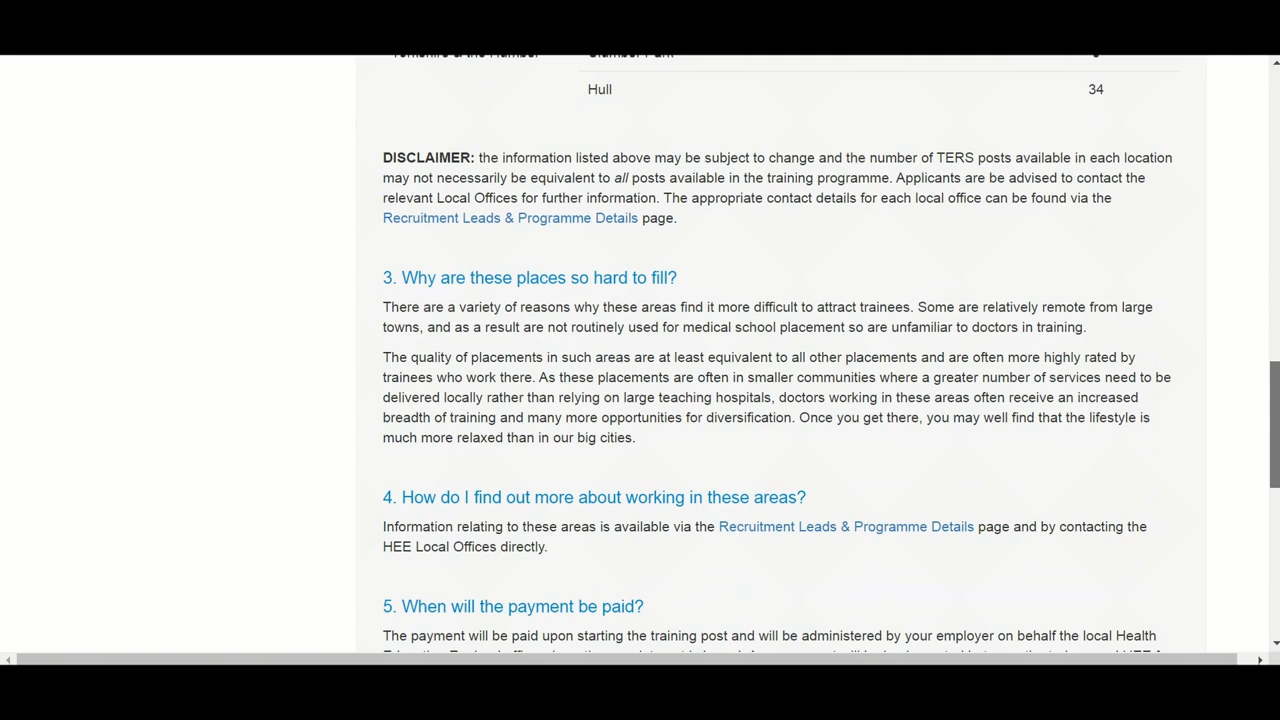 Hull 34
DISCLAIMER: the information listed above may be subject to change and the number of TERS posts available in each location
may not necessarily be equivalent to all posts available in the training programme. Applicants are be advised to contact the
relevant Local Offices for further information. The appropriate contact details for each local office can be found via the
Recruitment Leads & Programme Details page.
3. Why are these places so hard to fill?
There are a variety of reasons why these areas find it more difficult to attract trainees. Some are relatively remote from large
towns, and as a result are not routinely used for medical school placement so are unfamiliar to doctors in training.
The quality of placements in such areas are at least equivalent to all other placements and are often more highly rated by
trainees who work there. As these placements are often in smaller communities where a greater number of services need to be
delivered locally rather than relying on large teaching hospitals, doctors working in these areas often receive an increased
breadth of training and many more opportunities for diversification. Once you get there, you may well find that the lifestyle is
much more relaxed than in our big cities.
4. How do I find out more about working in these areas?
Information relating to these areas is available via the Recruitment Leads & Programme Details page and by contacting the
HEE Local Offices directly.
5. When will the payment be paid?
The payment will be paid upon starting the training post and will be administered by your employer on behalf the local Health